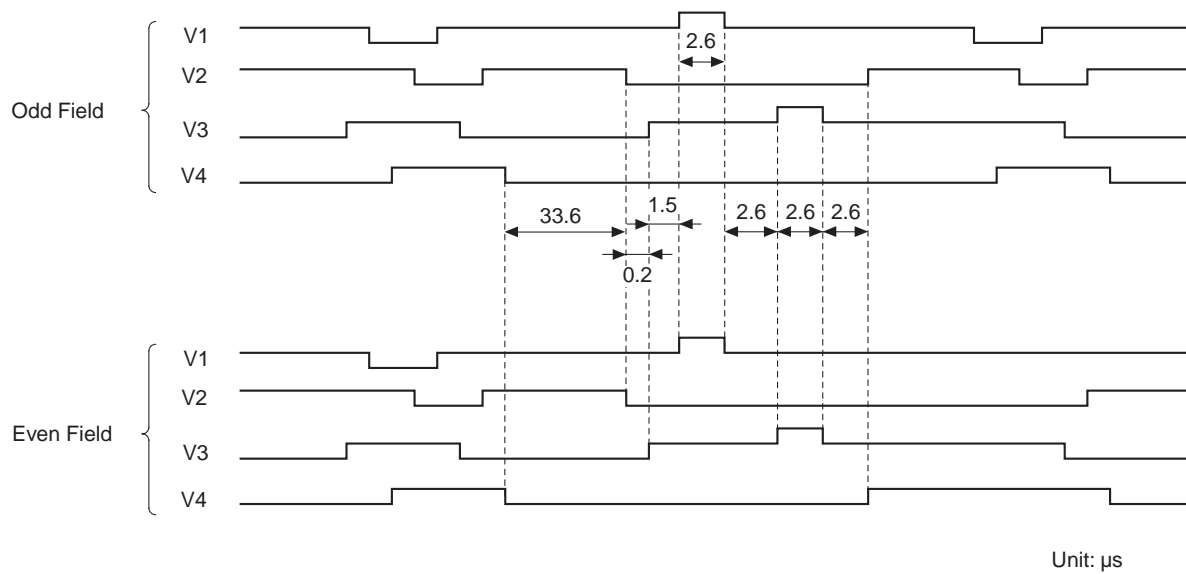 Odd Field
V1
2.6
V2
V3
V4
33.6
1.5
0.2
2.6
2.6
2.6
Even Field
V1
V2
V3
V4
Unit: μs